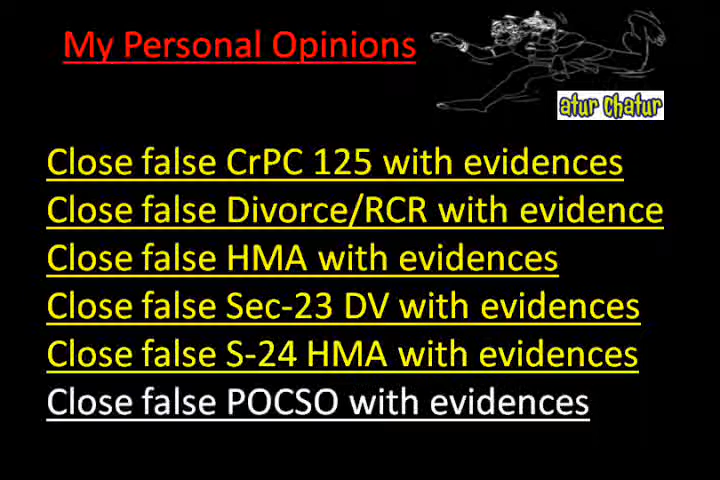 My Personal Opinions
atur Chatur
Close false CrPC 125 with evidences
Close false Divorce/RCR with evidence
Close false HMA with evidences
Close false Sec-23 DV with evidences
Close false S-24 HMA with evidences
Close false POCSO with evidences